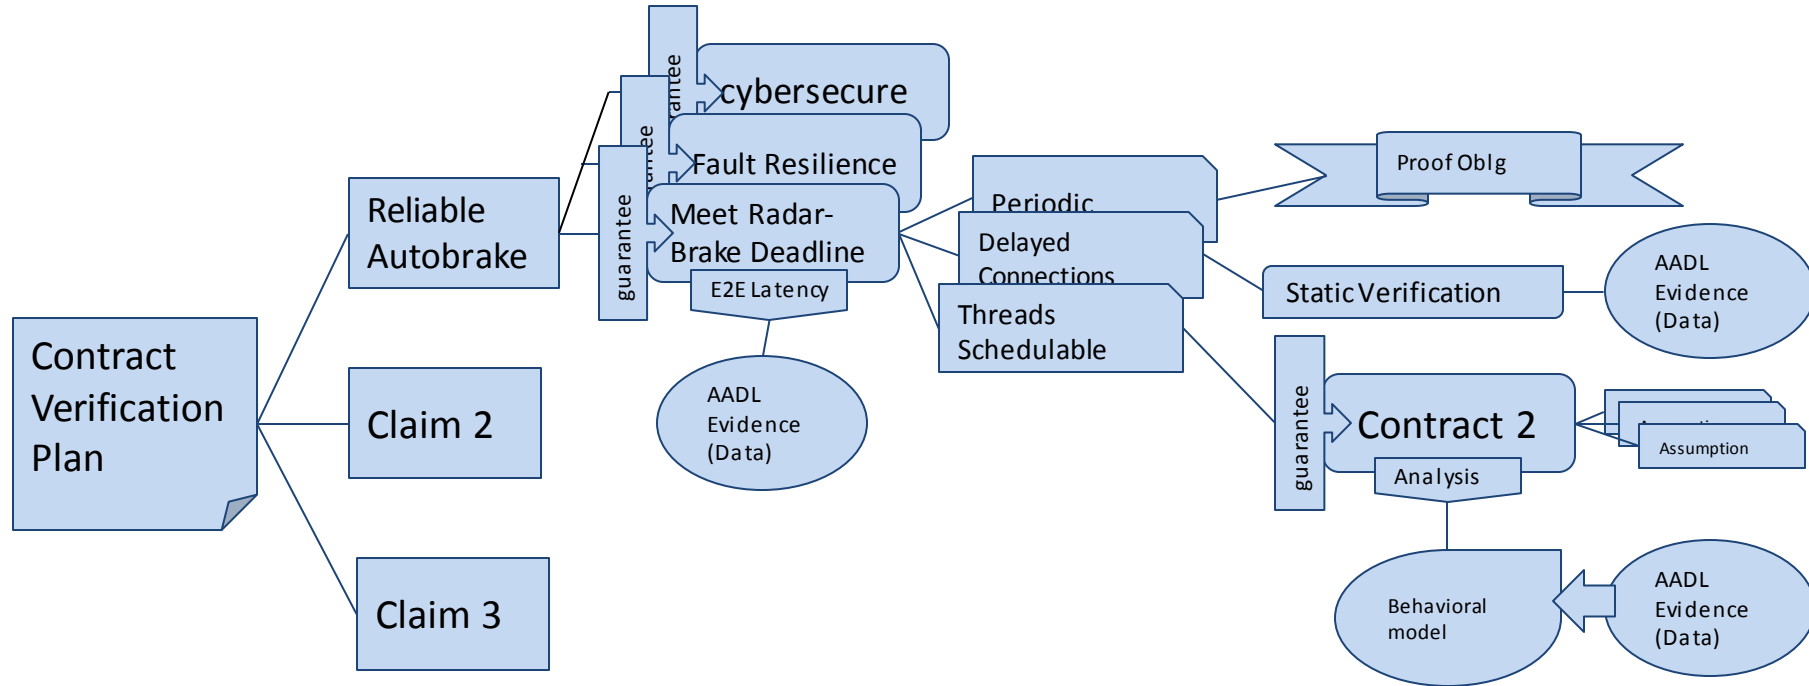 cybersecure
Fault Resilience
guarantee
Meet Radar-
Brake Deadline
E2E Latency
Reliable
Autobrake
Contract
Verification
Plan
Claim 2
Claim 3
AADL
Evidence
(Data)
Periodic
Delayed
Connections
Threads
Schedulable
Proof Oblg
Static Verification
AADL
Evidence
(Data)
guarantee
Contract 2
Analysis
Assumption
Behavioral
model
AADL
Evidence
(Data)